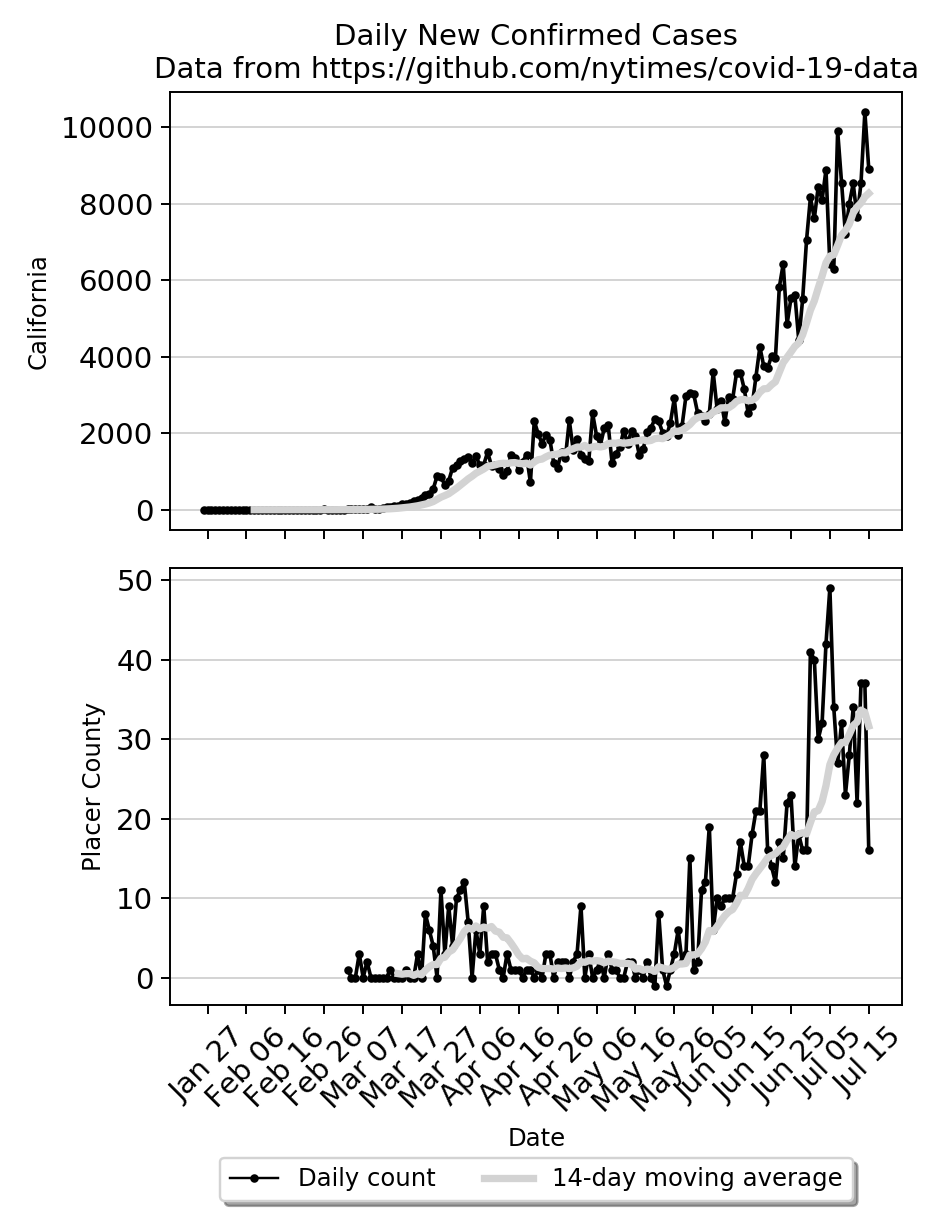 Daily New Confirmed Cases
Data from https://github.com/nytimes/covid-19-data
10000
8000
6000
4000
2000
0
California
50
40
30
20
10
0
Placer County
Jan 27
Feb 06
Feb 16
Feb 26
Mar 07
Mar 17
Mar 27
Apr 06
Apr 16
Apr 26
May 06
May 16
May 26
Jun 05
Jun 15
Jun 25
Jul 05
Jul 15
Date
Daily count
14-day moving average